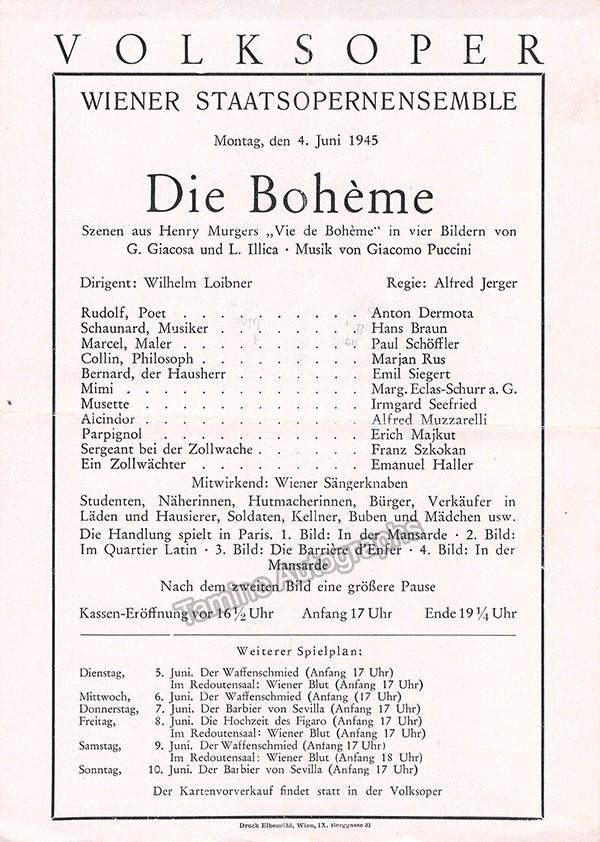 VOLKSOPER
WIENER STAATSOPERNENSEMBLE
Montag, den 4. Juni 1945
Die Bohème
Szenen aus Henry Murgers „Vie de Bohème" in vier Bildern von
G. Giacosa und L. Illica · Musik von Giacomo Puccini
Dirigent: Wilhelm Loibner Regie: Alfred Jerger
Rudolf, Poet . . . . . . . . . . Anton Dermota
Schaunard, Musiker . . . . . . . . Hans Braun
Marcel, Maler . . . . . . . . . . Paul Schöffler
Collin, Philosoph . . . . . . . . . Marjan Rus
Bernard, der Hausherr . . . . . . . Emil Siegert
Mimi . . . . . . . . . . . . Marg. Eclas-Schurr a. G.
Musette . . . . . . . . . . . Irmgard Seefried
Alcindor . . . . . . . . . . . Alfred Muzzarelli
Parpignol . . . . . . . . . . . Erich Majkut
Sergeant bei der Zollwache . . . . . . Franz Szkokan
Ein Zollwächter . . . . . . . . . Emanuel Haller
Mitwirkend: Wiener Sängerknaben
Studenten, Näherinnen, Hutmacherinnen, Bürger, Verkäufer in
Läden und Hausierer, Soldaten, Kellner, Buben und Mädchen usw.
Die Handlung spielt in Paris. 1. Bild: In der Mansarde · 2. Bild:
Im Quartier Latin · 3. Bild: Die Barrière d'Enfer · 4. Bild: In der
Mansarde
Nach dem zweiten Bild eine größere Pause
Tamino Autographs
Kassen-Eröffnung vor 16½ Uhr Anfang 17 Uhr Ende 19¼ Uhr
Weiterer Spielplan:
Dienstag, 5. Juni. Der Waffenschmied (Anfang 17 Uhr)
Im Redoutensaal: Wiener Blut (Anfang 17 Uhr)
Mittwoch, 6. Juni. Der Waffenschmied (Anfang (17 Uhr)
Donnerstag, 7. Juni. Der Barbier von Sevilla (Anfang 17 Uhr)
Freitag, 8. Juni. Die Hochzeit des Figaro (Anfang 17 Uhr)
Im Redoutensaal: Wiener Blut (Anfang 17 Uhr)
Samstag, 9. Juni. Der Waffenschmied (Anfang 17 Uhr)
Im Redoutensaal: Wiener Blut (Anfang 18 Uhr)
Sonntag, 10. Juni. Der Barbier von Sevilla (Anfang 17 Uhr)
Der Kartenvorverkauf findet statt in der Volksoper
Druck Elbemühl, Wien, IX. Berggasse 31